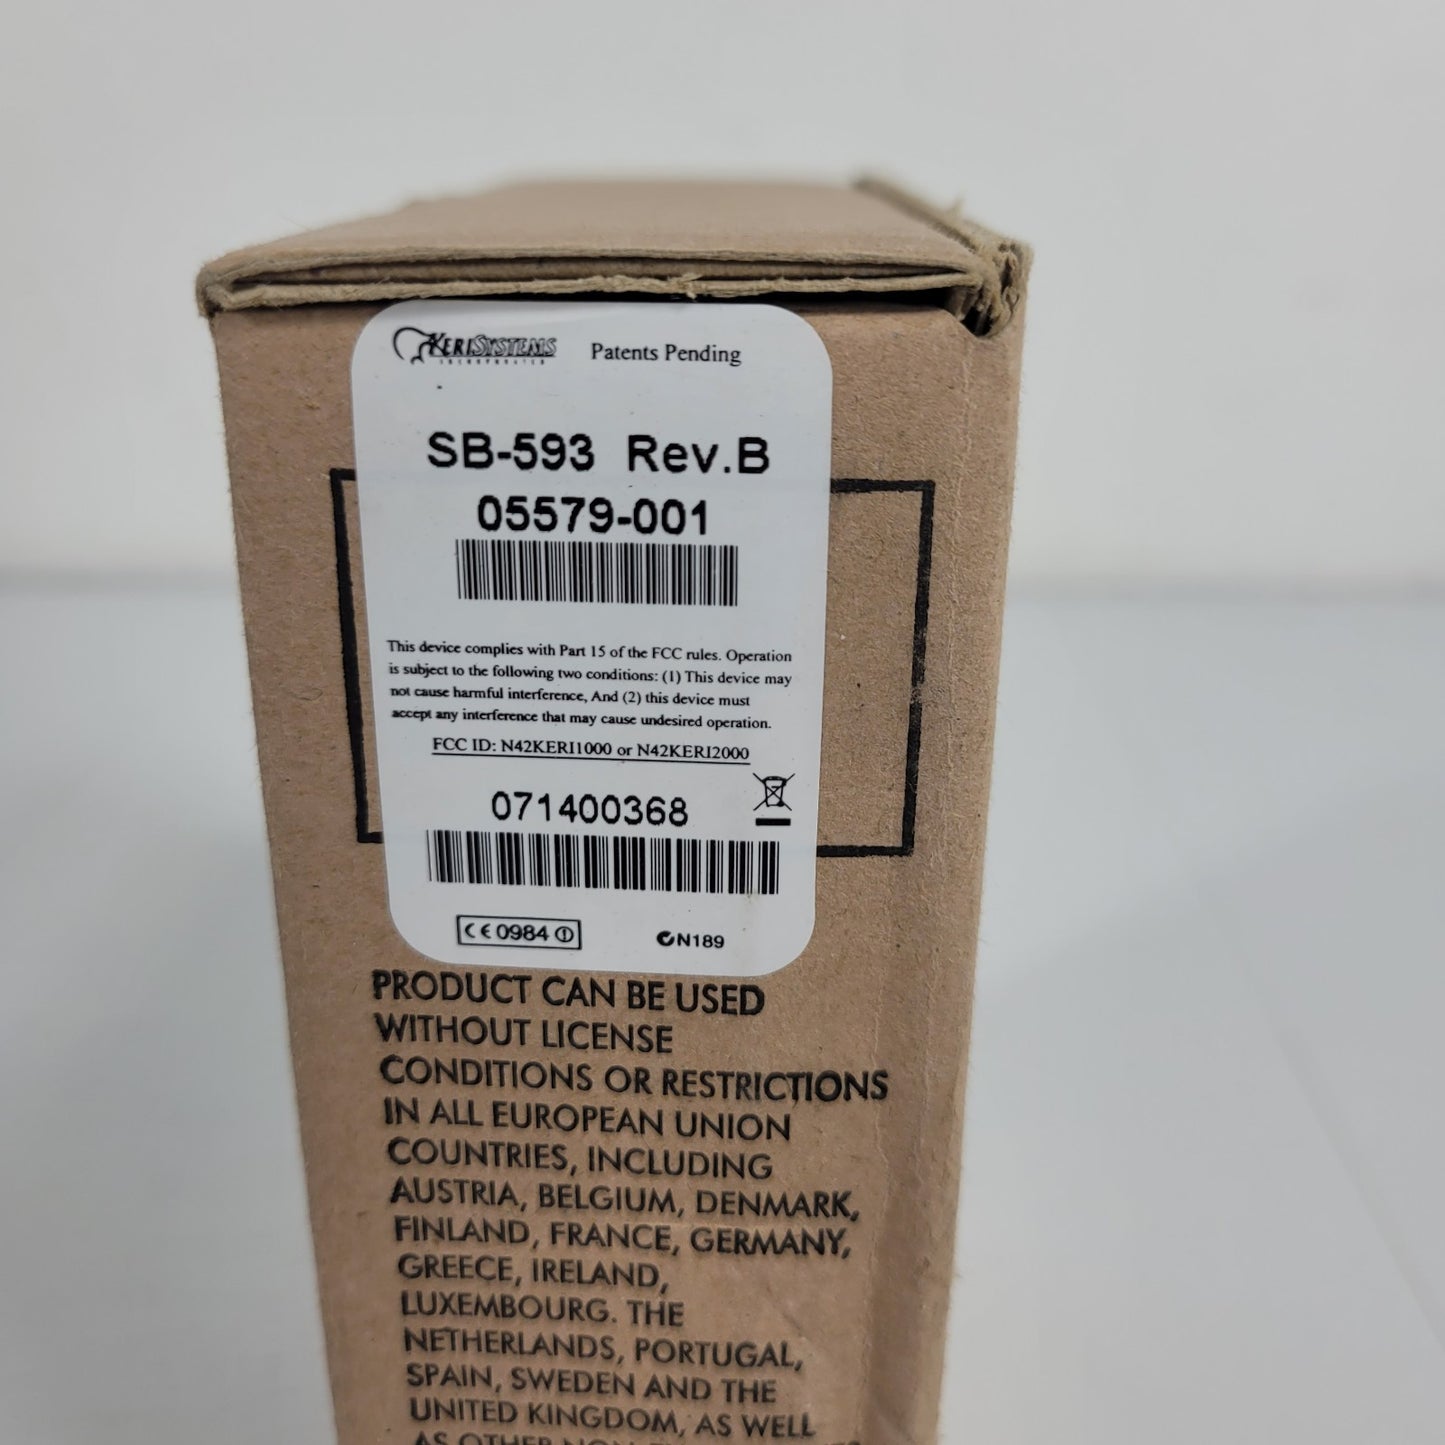 KERISYSTEMS
INCORPORATED
Patents Pending
SB-593 Rev.B
05579-001
This device complies with Part 15 of the FCC rules. Operation
is subject to the following two conditions: (1) This device may
not cause harmful interference, And (2) this device must
accept any interference that may cause undesired operation.
FCC ID: N42KERI1000 or N42KERI2000
071400368
CE 0984
N189
PRODUCT CAN BE USED
WITHOUT LICENSE
CONDITIONS OR RESTRICTIONS
IN ALL EUROPEAN UNION
COUNTRIES, INCLUDING
AUSTRIA, BELGIUM, DENMARK,
FINLAND, FRANCE, GERMANY,
GREECE, IRELAND,
LUXEMBOURG. THE
NETHERLANDS, PORTUGAL,
SPAIN, SWEDEN AND THE
UNITED KINGDOM, AS WELL
AS OTHER